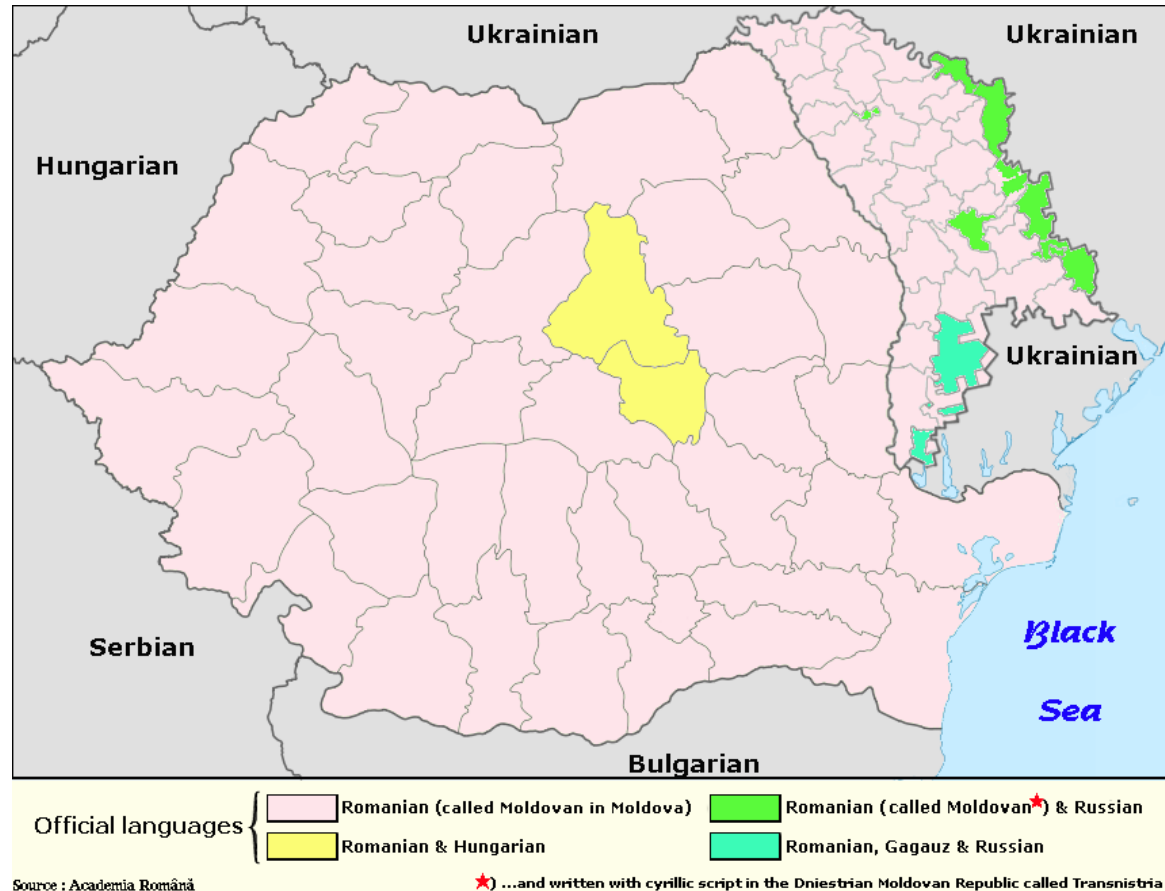 Ukrainian
Ukrainian
Hungarian
Ukrainian
Serbian
Black
Sea
Bulgarian
Official languages
Romanian (called Moldovan in Moldova)
Romanian (called Moldovan★) & Russian
Romanian & Hungarian
Romanian, Gagauz & Russian
Source : Academia Română
★) ...and written with cyrillic script in the Dniestrian Moldovan Republic called Transnistria